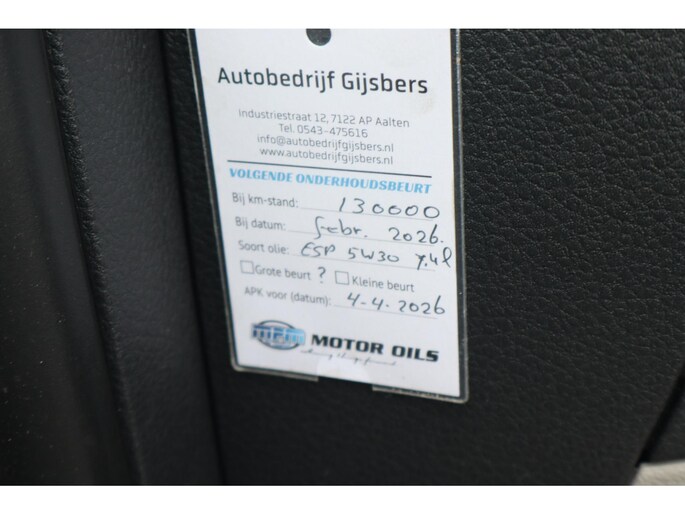 Autobedrijf Gijsbers
Industriestraat 12, 7122 AP Aalten
Tel. 0543-475616
info@autobedrijfgijsbers.nl
www.autobedrijfgijsbers.nl
VOLGENDE ONDERHOUDSBEURT
Bij km-stand: 130000
Bij datum: febr. 2026.
Soort olie: ESP 5W30
Grote beurt ? Kleine beurt
APK voor (datum): 4-4-2026
MPM MOTOR OILS